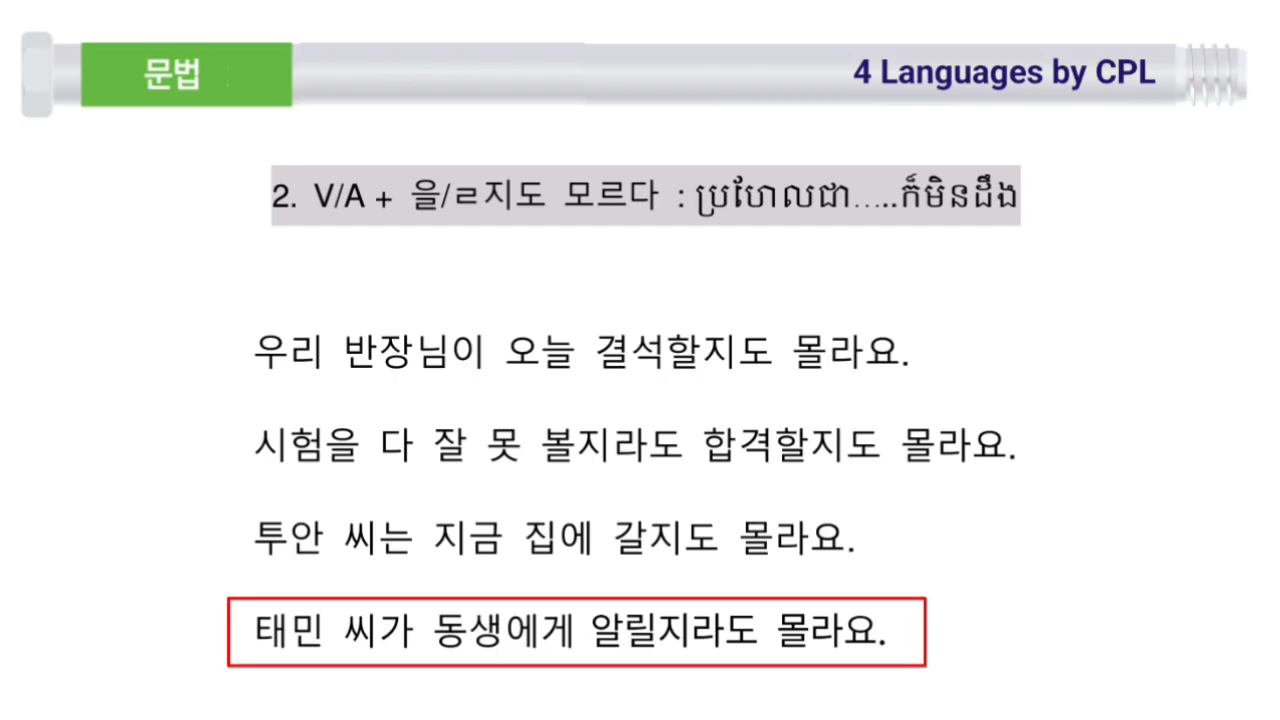 문법
4 Languages by CPL
2. V/A + 을/ㄹ지도 모르다 : ប្រហែលជា.....ក៏មិនដឹង
우리 반장님이 오늘 결석할지도 몰라요.
시험을 다 잘 못 볼지라도 합격할지도 몰라요.
투안 씨는 지금 집에 갈지도 몰라요.
태민 씨가 동생에게 알릴지라도 몰라요.